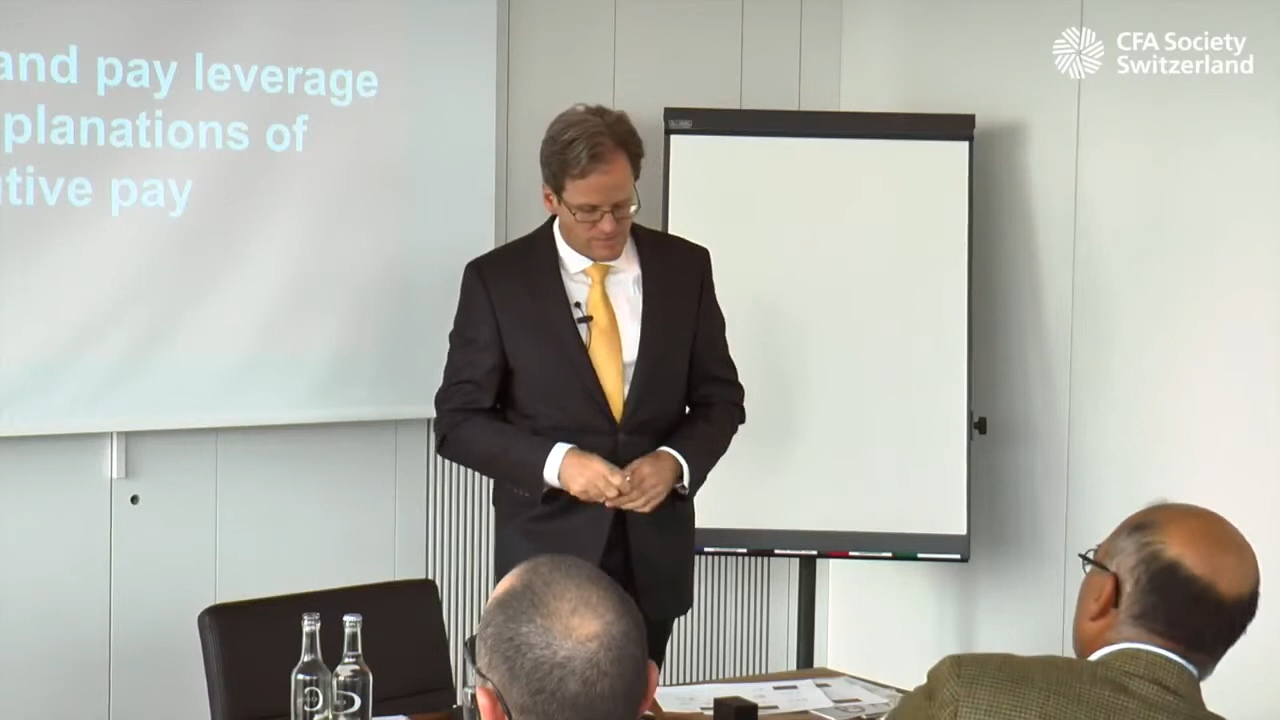 and pay leverage
planations of
tive pay
CFA Society
Switzerland